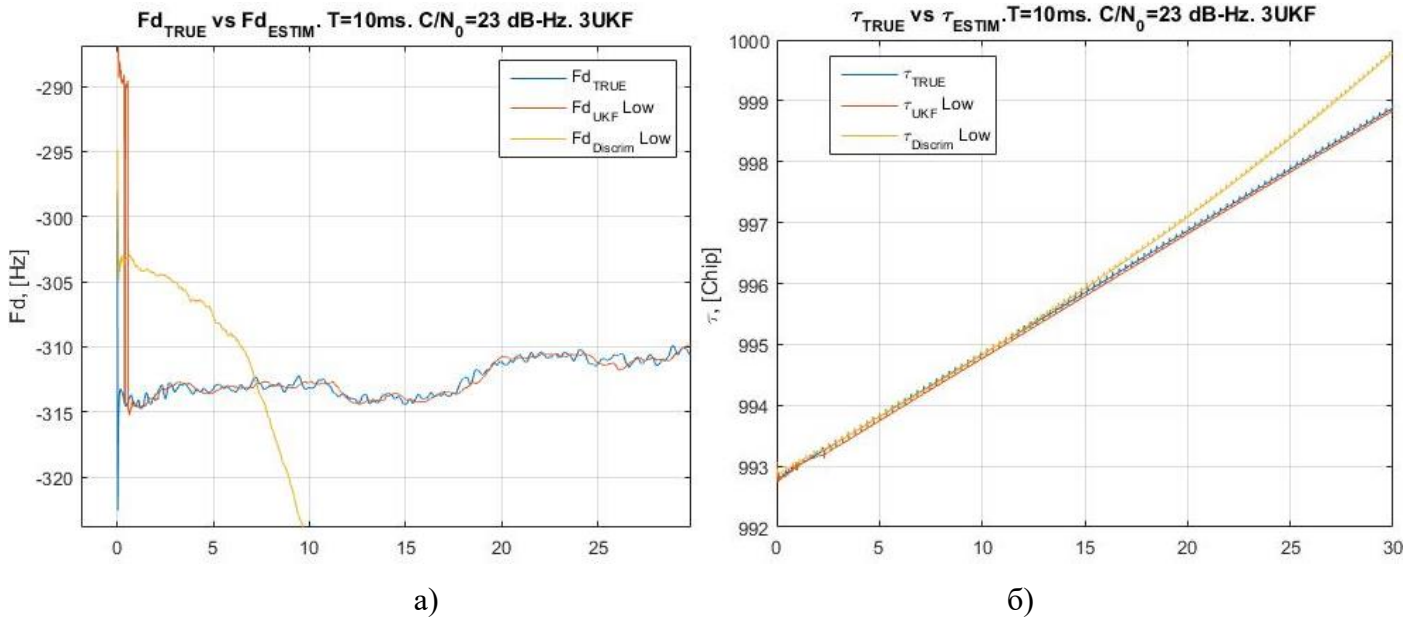 Fd_TRUE vs Fd_ESTIM. T=10ms. C/N_0=23 dB-Hz. 3UKF
Fd_TRUE
Fd_UKF Low
Fd_Discrim Low
Fd, [Hz]
-290
-295
-300
-305
-310
-315
-320
0 5 10 15 20 25
а)
τ_TRUE vs τ_ESTIM.T=10ms. C/N_0=23 dB-Hz. 3UKF
τ_TRUE
τ_UKF Low
τ_Discrim Low
τ, [Chip]
1000
999
998
997
996
995
994
993
992
0 5 10 15 20 25 30
б)